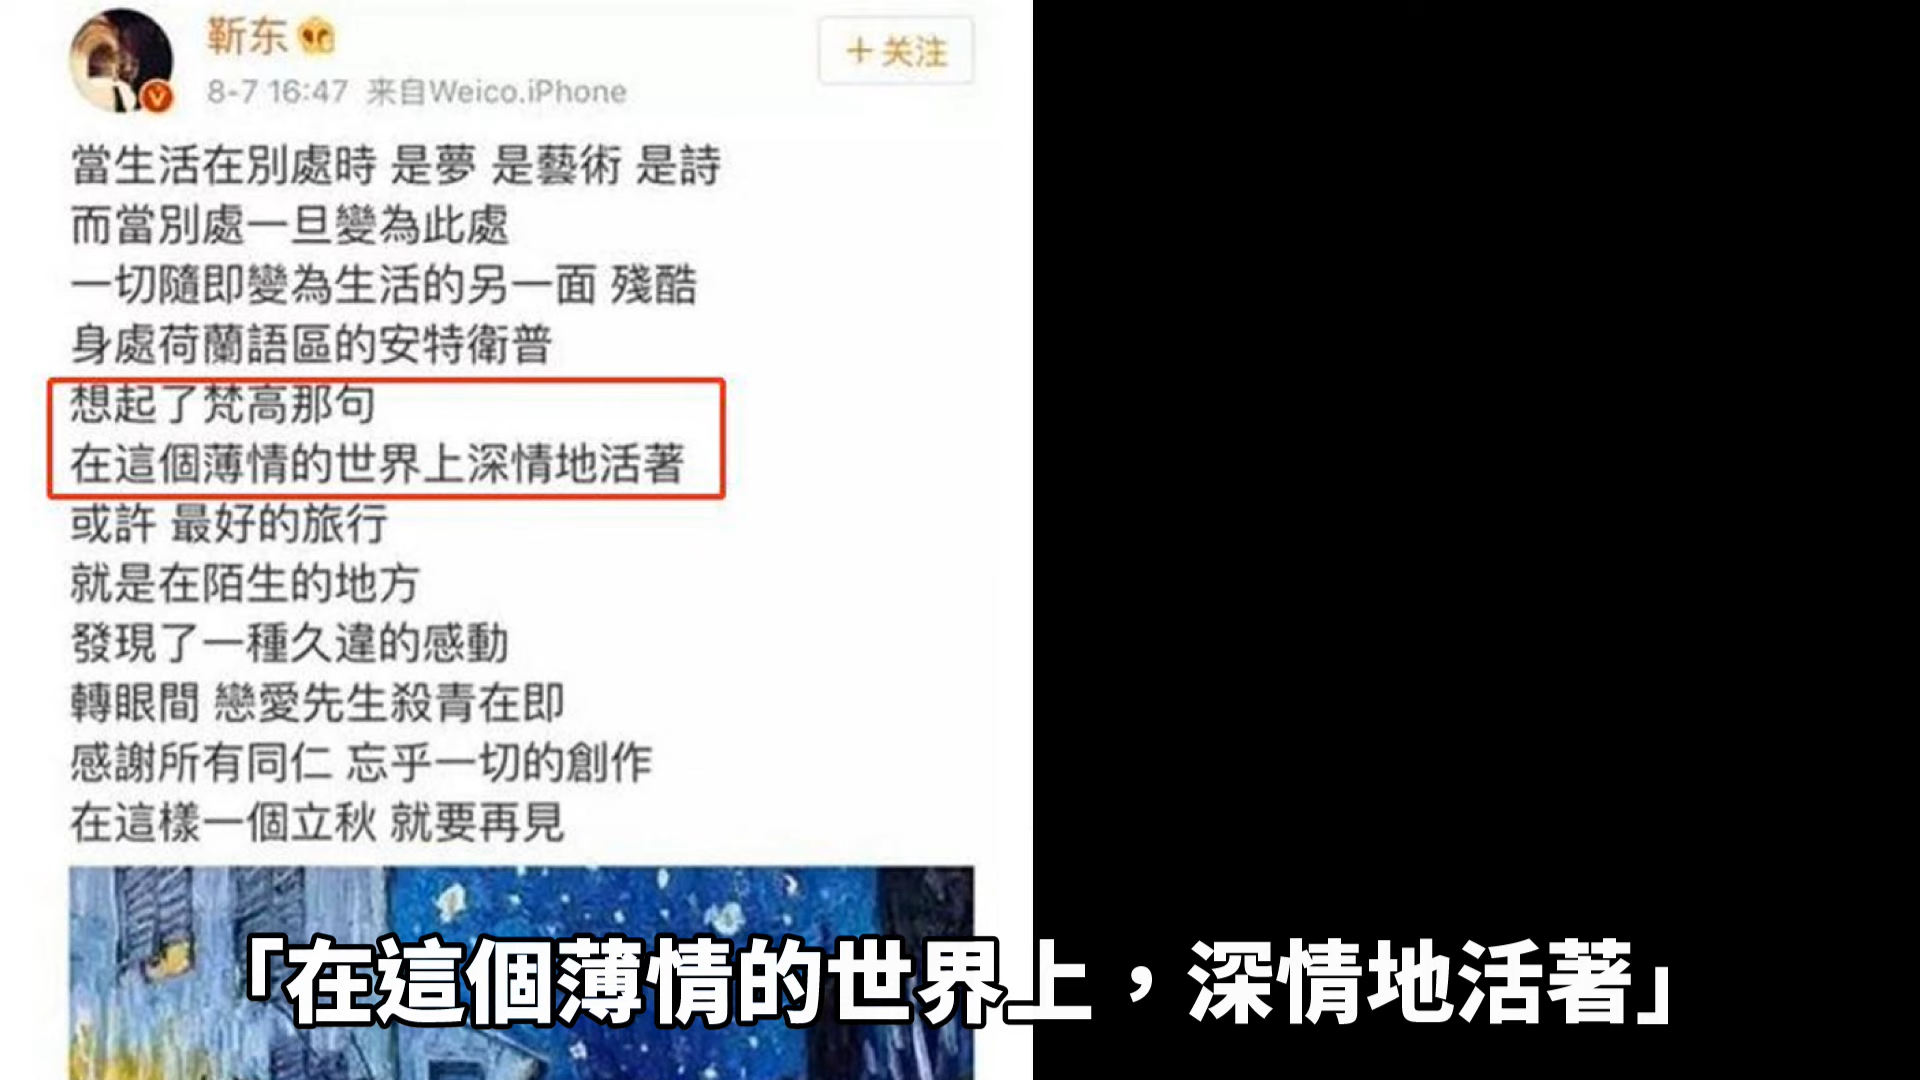 靳东
+关注
8-7 16:47 来自Weico.iPhone
當生活在別處時 是夢 是藝術 是詩
而當別處一旦變為此處
一切隨即變為生活的另一面 殘酷
身處荷蘭語區的安特衛普
想起了梵高那句
在這個薄情的世界上深情地活著
或許 最好的旅行
就是在陌生的地方
發現了一種久違的感動
轉眼間 戀愛先生殺青在即
感謝所有同仁 忘乎一切的創作
在這樣一個立秋 就要再見
「在這個薄情的世界上，深情地活著」